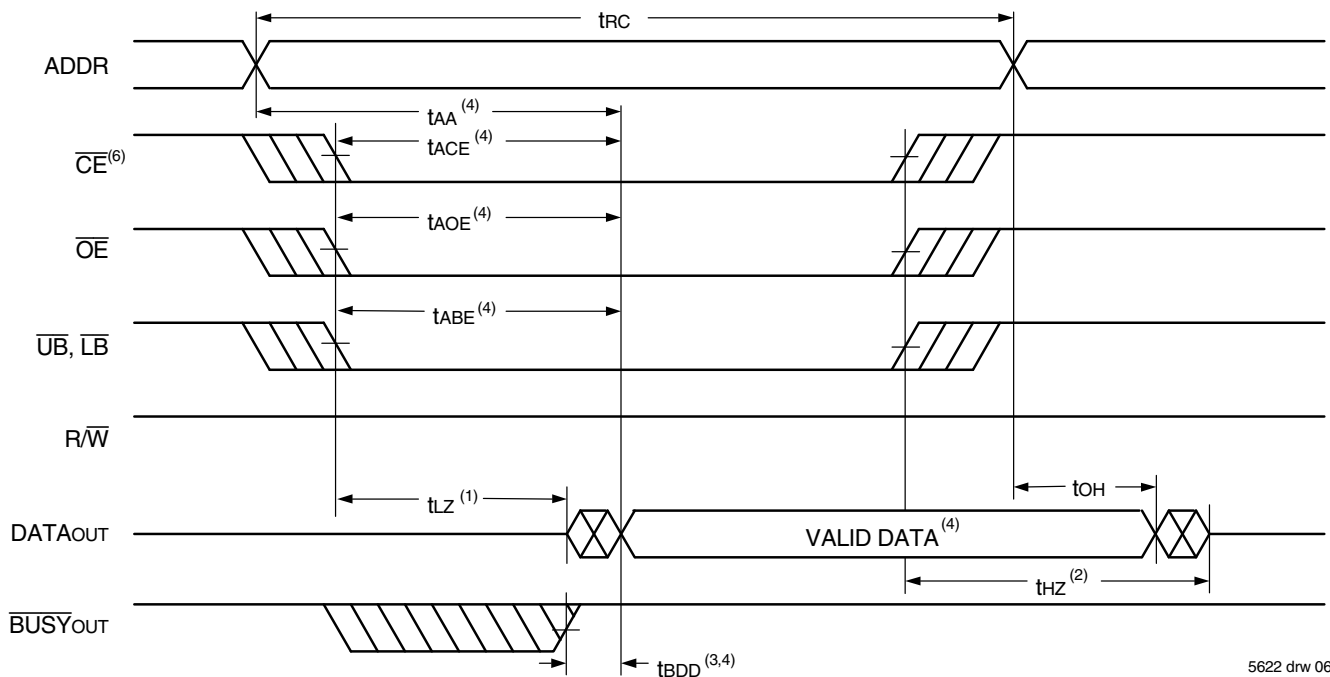 tRC
ADDR
tAA (4)
CE (6)
tACE (4)
OE
tAOE (4)
UB, LB
tABE (4)
R/W
tLZ (1)
tOH
DATAOUT
VALID DATA (4)
tHZ (2)
BUSYOUT
tBDD (3,4)
5622 drw 06